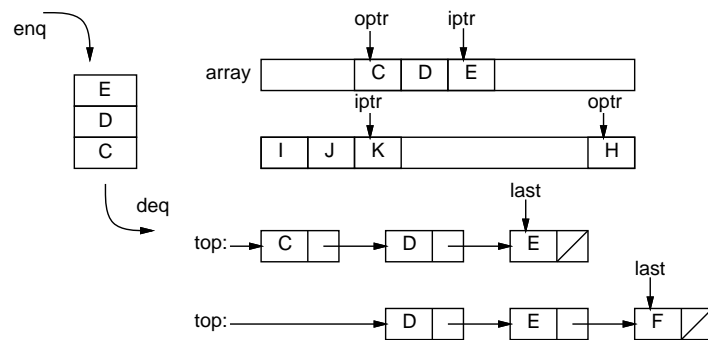 enq
E
D
C
deq
optr iptr
array C D E
iptr optr
I J K H
last
top: C D E
last
top: D E F